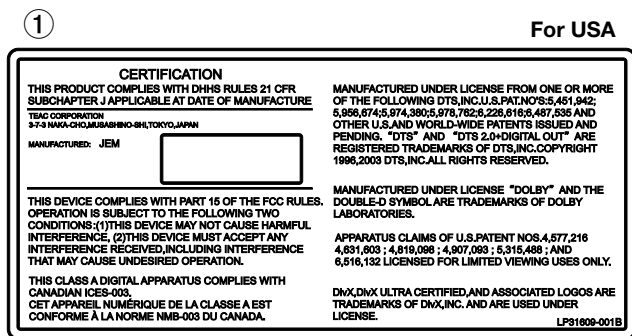 ①
For USA
CERTIFICATION
THIS PRODUCT COMPLIES WITH DHHS RULES 21 CFR
SUBCHAPTER J APPLICABLE AT DATE OF MANUFACTURE
TEAC CORPORATION
3-7-3 NAKA-CHO,MUSASHINO-SHI,TOKYO,JAPAN
MANUFACTURED: JEM
THIS DEVICE COMPLIES WITH PART 15 OF THE FCC RULES.
OPERATION IS SUBJECT TO THE FOLLOWING TWO
CONDITIONS:(1)THIS DEVICE MAY NOT CAUSE HARMFUL
INTERFERENCE, (2)THIS DEVICE MUST ACCEPT ANY
INTERFERENCE RECEIVED,INCLUDING INTERFERENCE
THAT MAY CAUSE UNDESIRED OPERATION.
THIS CLASS A DIGITAL APPARATUS COMPLIES WITH
CANADIAN ICES-003.
CET APPAREIL NUMÉRIQUE DE LA CLASSE A EST
CONFORME À LA NORME NMB-003 DU CANADA.
MANUFACTURED UNDER LICENSE FROM ONE OR MORE
OF THE FOLLOWING DTS,INC.U.S.PAT.NO'S:5,451,942;
5,956,674;5,974,380;5,978,762;6,226,616;6,487,535 AND
OTHER U.S.AND WORLD-WIDE PATENTS ISSUED AND
PENDING. "DTS" AND "DTS 2.0+DIGITAL OUT" ARE
REGISTERED TRADEMARKS OF DTS,INC.COPYRIGHT
1996,2003 DTS,INC.ALL RIGHTS RESERVED.
MANUFACTURED UNDER LICENSE "DOLBY" AND THE
DOUBLE-D SYMBOL ARE TRADEMARKS OF DOLBY
LABORATORIES.
APPARATUS CLAIMS OF U.S.PATENT NOS.4,577,216
4,631,603 ; 4,819,098 ; 4,907,093 ; 5,315,488 ; AND
6,516,132 LICENSED FOR LIMITED VIEWING USES ONLY.
DivX,DivX ULTRA CERTIFIED,AND ASSOCIATED LOGOS ARE
TRADEMARKS OF DivX,INC. AND ARE USED UNDER
LICENSE.
LP31609-001B